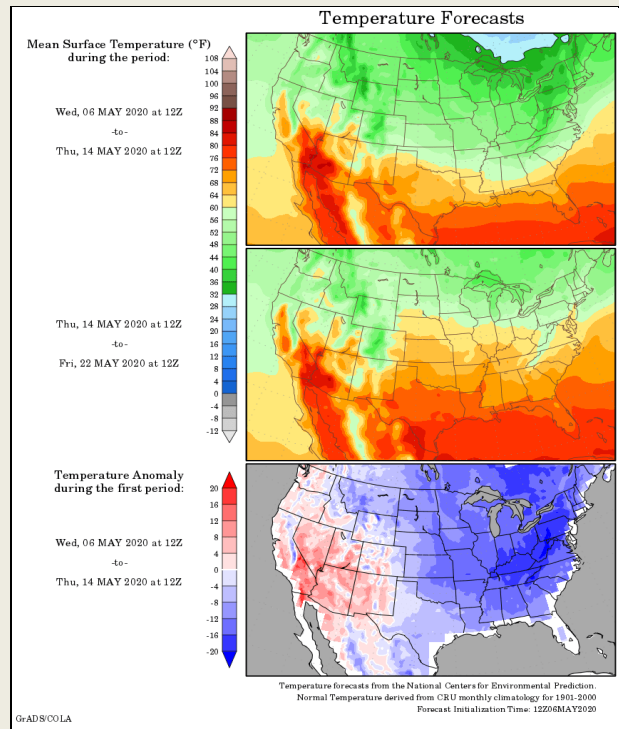 Temperature Forecasts
Mean Surface Temperature (°F)
during the period:
Wed, 06 MAY 2020 at 12Z
-to-
Thu, 14 MAY 2020 at 12Z
Thu, 14 MAY 2020 at 12Z
-to-
Fri, 22 MAY 2020 at 12Z
108
104
100
96
92
88
84
80
76
72
68
64
60
56
52
48
44
40
36
32
28
24
20
16
12
8
4
0
-4
-8
-12
Temperature Anomaly
during the first period:
Wed, 06 MAY 2020 at 12Z
-to-
Thu, 14 MAY 2020 at 12Z
20
16
12
8
4
0
-4
-8
-12
-16
-20
Temperature forecasts from the National Centers for Environmental Prediction.
Normal Temperature derived from CRU monthly climatology for 1901-2000
Forecast Initialization Time: 12Z06MAY2020
GrADS/COLA